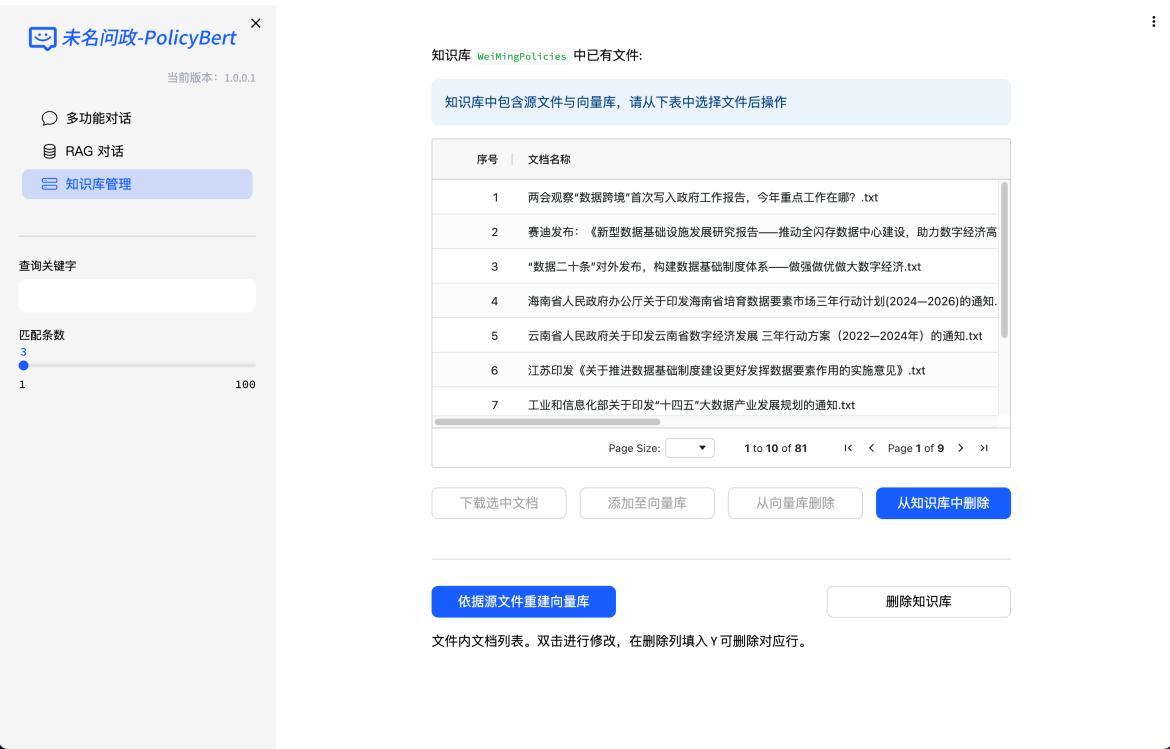 未名问政-PolicyBert
当前版本：1.0.0.1
多功能对话
RAG 对话
知识库管理
查询关键字
匹配条数
3
1 100
知识库 WeiMingPolicies 中已有文件:
知识库中包含源文件与向量库，请从下表中选择文件后操作
序号 文档名称
1 两会观察“数据跨境”首次写入政府工作报告，今年重点工作在哪？.txt
2 赛迪发布：《新型数据基础设施发展研究报告——推动全闪存数据中心建设，助力数字经济高
3 “数据二十条”对外发布，构建数据基础制度体系——做强做优做大数字经济.txt
4 海南省人民政府办公厅关于印发海南省培育数据要素市场三年行动计划(2024—2026)的通知.
5 云南省人民政府关于印发云南省数字经济发展 三年行动方案（2022—2024年）的通知.txt
6 江苏印发《关于推进数据基础制度建设更好发挥数据要素作用的实施意见》.txt
7 工业和信息化部关于印发“十四五”大数据产业发展规划的通知.txt
Page Size: 1 to 10 of 81 Page 1 of 9
下载选中文档 添加至向量库 从向量库删除 从知识库中删除
依据源文件重建向量库 删除知识库
文件内文档列表。双击进行修改，在删除列填入 Y 可删除对应行。